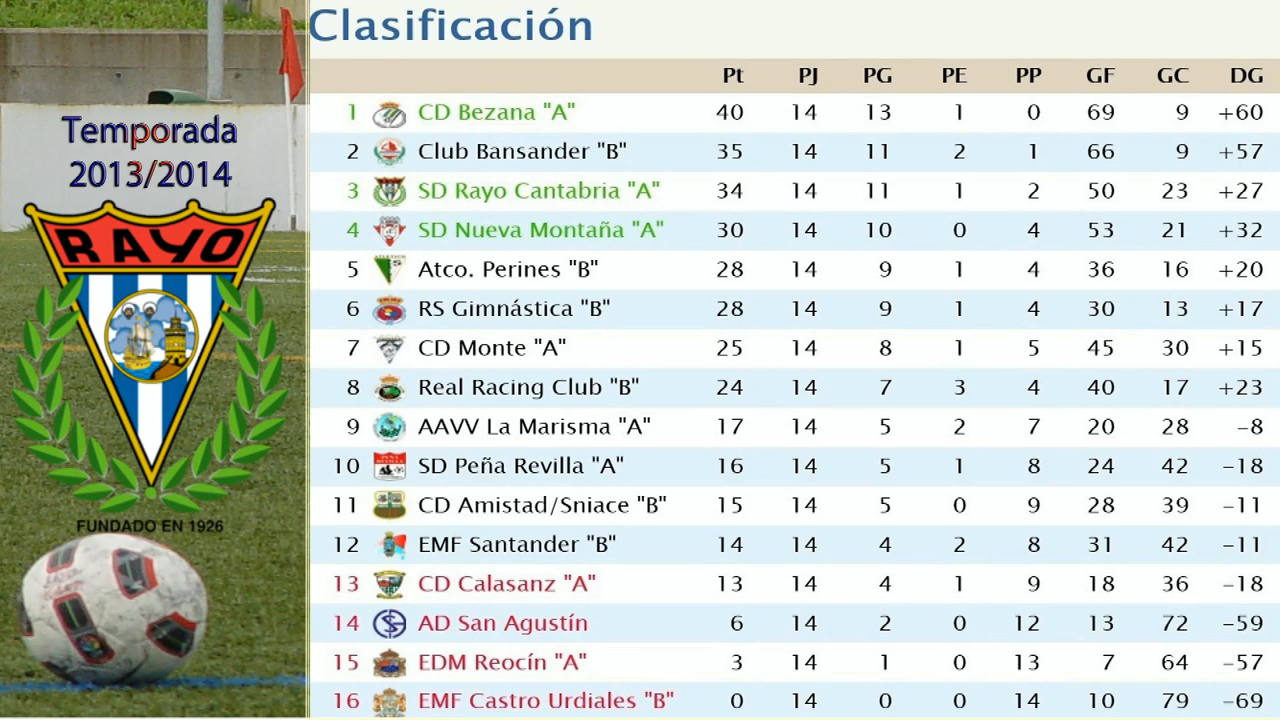 Temporada
2013/2014
RAYO
FUNDADO EN 1926
Clasificación
Pt PJ PG PE PP GF GC DG
1 CD Bezana "A" 40 14 13 1 0 69 9 +60
2 Club Bansander "B" 35 14 11 2 1 66 9 +57
3 SD Rayo Cantabria "A" 34 14 11 1 2 50 23 +27
4 SD Nueva Montaña "A" 30 14 10 0 4 53 21 +32
5 Atco. Perines "B" 28 14 9 1 4 36 16 +20
6 RS Gimnástica "B" 28 14 9 1 4 30 13 +17
7 CD Monte "A" 25 14 8 1 5 45 30 +15
8 Real Racing Club "B" 24 14 7 3 4 40 17 +23
9 AAVV La Marisma "A" 17 14 5 2 7 20 28 -8
10 SD Peña Revilla "A" 16 14 5 1 8 24 42 -18
11 CD Amistad/Sniace "B" 15 14 5 0 9 28 39 -11
12 EMF Santander "B" 14 14 4 2 8 31 42 -11
13 CD Calasanz "A" 13 14 4 1 9 18 36 -18
14 AD San Agustín 6 14 2 0 12 13 72 -59
15 EDM Reocín "A" 3 14 1 0 13 7 64 -57
16 EMF Castro Urdiales "B" 0 14 0 0 14 10 79 -69